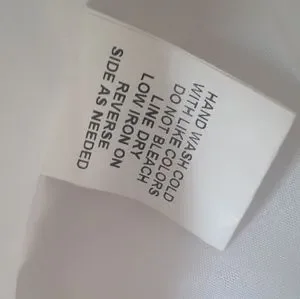 HAND WASH COLD
WITH LIKE COLORS
DO NOT BLEACH
LINE DRY
LOW IRON ON
REVERSE
SIDE AS NEEDED